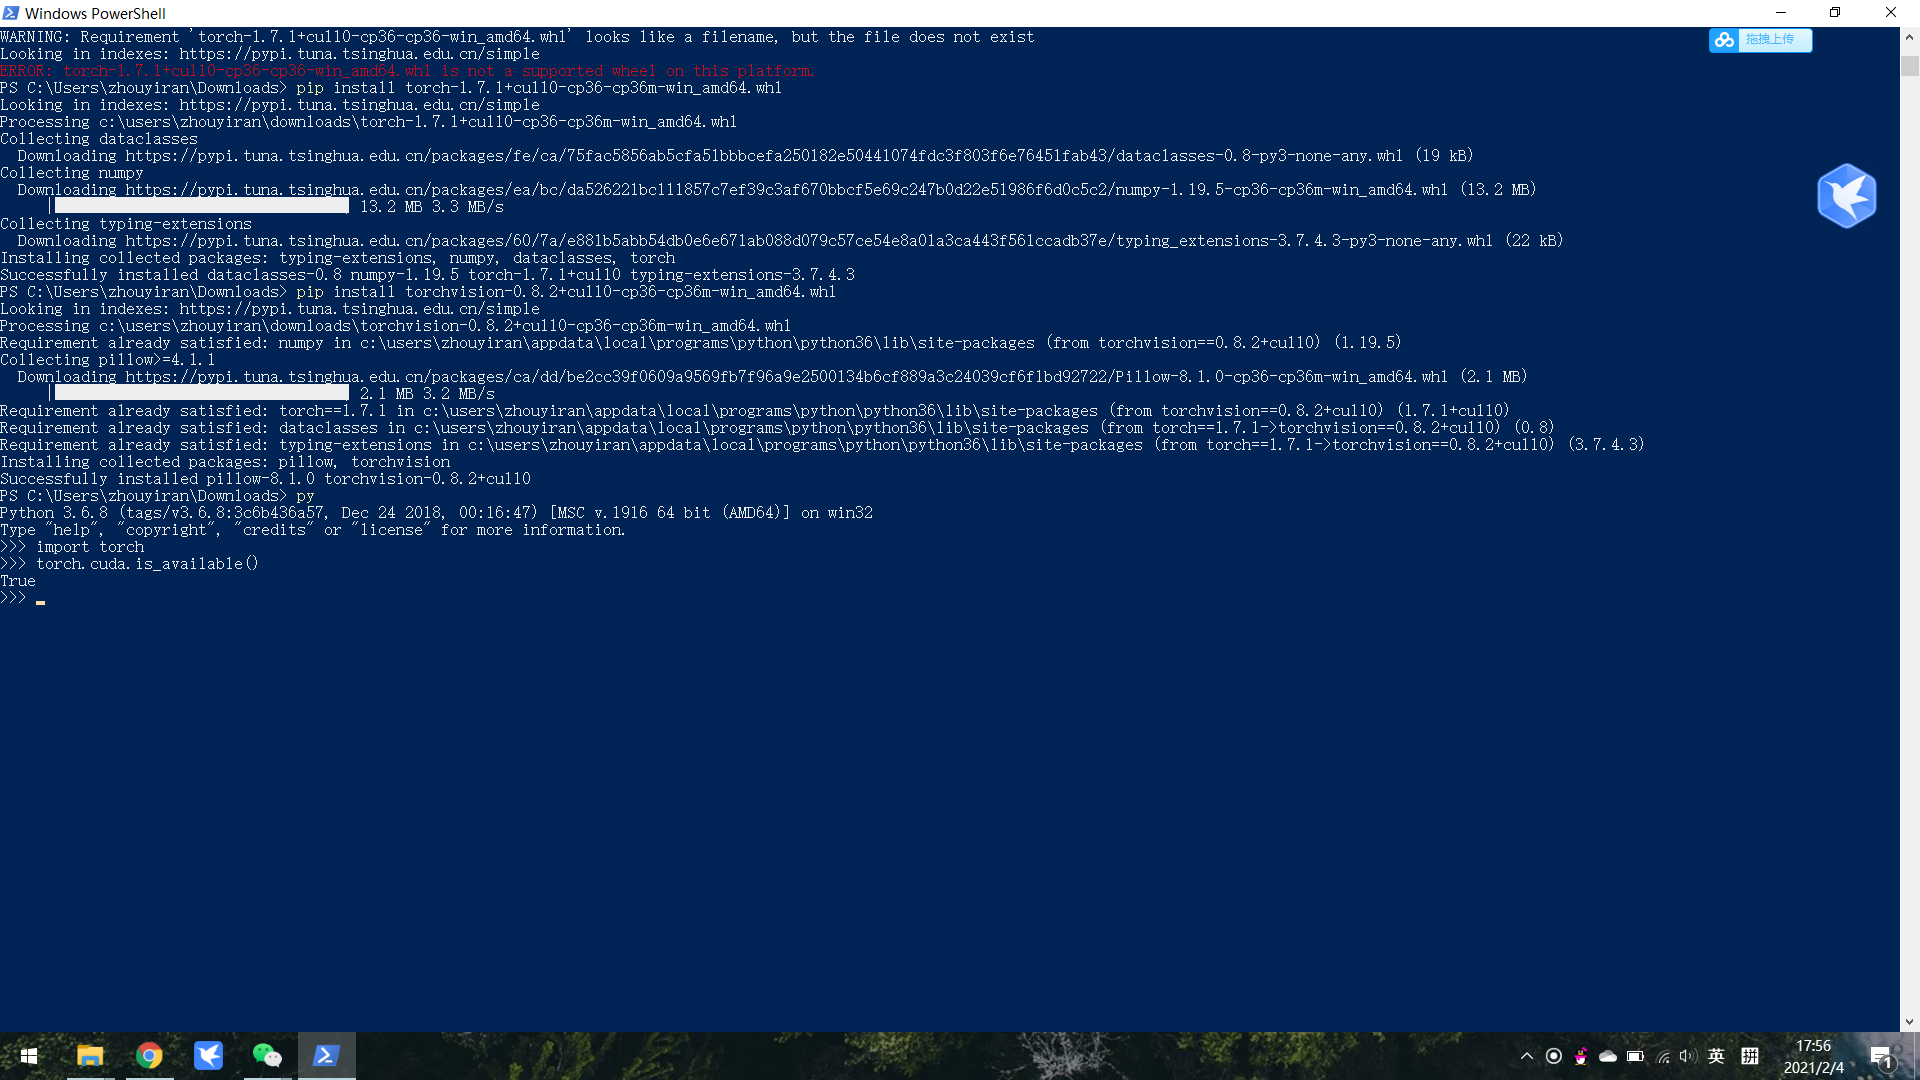 Windows PowerShell
WARNING: Requirement 'torch-1.7.1+cu110-cp36-cp36-win_amd64.whl' looks like a filename, but the file does not exist
Looking in indexes: https://pypi.tuna.tsinghua.edu.cn/simple
ERROR: torch-1.7.1+cu110-cp36-cp36-win_amd64.whl is not a supported wheel on this platform.
PS C:\Users\zhouyiran\Downloads> pip install torch-1.7.1+cu110-cp36-cp36m-win_amd64.whl
Looking in indexes: https://pypi.tuna.tsinghua.edu.cn/simple
Processing c:\users\zhouyiran\downloads\torch-1.7.1+cu110-cp36-cp36m-win_amd64.whl
Collecting dataclasses
Downloading https://pypi.tuna.tsinghua.edu.cn/packages/fe/ca/75fac5856ab5cfa51bbbcefa250182e50441074fdc3f803f6e76451fab43/dataclasses-0.8-py3-none-any.whl (19 kB)
Collecting numpy
Downloading https://pypi.tuna.tsinghua.edu.cn/packages/ea/bc/da526221bc111857c7ef39c3af670bbcf5e69c247b0d22e51986f6d0c5c2/numpy-1.19.5-cp36-cp36m-win_amd64.whl (13.2 MB)
| 13.2 MB 3.3 MB/s
Collecting typing-extensions
Downloading https://pypi.tuna.tsinghua.edu.cn/packages/60/7a/e881b5abb54db0e6e671ab088d079c57ce54e8a01a3ca443f561ccadb37e/typing_extensions-3.7.4.3-py3-none-any.whl (22 kB)
Installing collected packages: typing-extensions, numpy, dataclasses, torch
Successfully installed dataclasses-0.8 numpy-1.19.5 torch-1.7.1+cu110 typing-extensions-3.7.4.3
PS C:\Users\zhouyiran\Downloads> pip install torchvision-0.8.2+cu110-cp36-cp36m-win_amd64.whl
Looking in indexes: https://pypi.tuna.tsinghua.edu.cn/simple
Processing c:\users\zhouyiran\downloads\torchvision-0.8.2+cu110-cp36-cp36m-win_amd64.whl
Requirement already satisfied: numpy in c:\users\zhouyiran\appdata\local\programs\python\python36\lib\site-packages (from torchvision==0.8.2+cu110) (1.19.5)
Collecting pillow>=4.1.1
Downloading https://pypi.tuna.tsinghua.edu.cn/packages/ca/dd/be2cc39f0609a9569fb7f96a9e2500134b6cf889a3c24039cf6f1bd92722/Pillow-8.1.0-cp36-cp36m-win_amd64.whl (2.1 MB)
| 2.1 MB 3.2 MB/s
Requirement already satisfied: torch==1.7.1 in c:\users\zhouyiran\appdata\local\programs\python\python36\lib\site-packages (from torchvision==0.8.2+cu110) (1.7.1+cu110)
Requirement already satisfied: dataclasses in c:\users\zhouyiran\appdata\local\programs\python\python36\lib\site-packages (from torch==1.7.1->torchvision==0.8.2+cu110) (0.8)
Requirement already satisfied: typing-extensions in c:\users\zhouyiran\appdata\local\programs\python\python36\lib\site-packages (from torch==1.7.1->torchvision==0.8.2+cu110) (3.7.4.3)
Installing collected packages: pillow, torchvision
Successfully installed pillow-8.1.0 torchvision-0.8.2+cu110
PS C:\Users\zhouyiran\Downloads> py
Python 3.6.8 (tags/v3.6.8:3c6b436a57, Dec 24 2018, 00:16:47) [MSC v.1916 64 bit (AMD64)] on win32
Type "help", "copyright", "credits" or "license" for more information.
>>> import torch
>>> torch.cuda.is_available()
True
>>>
拖拽上传
英
拼
17:56
2021/2/4
1